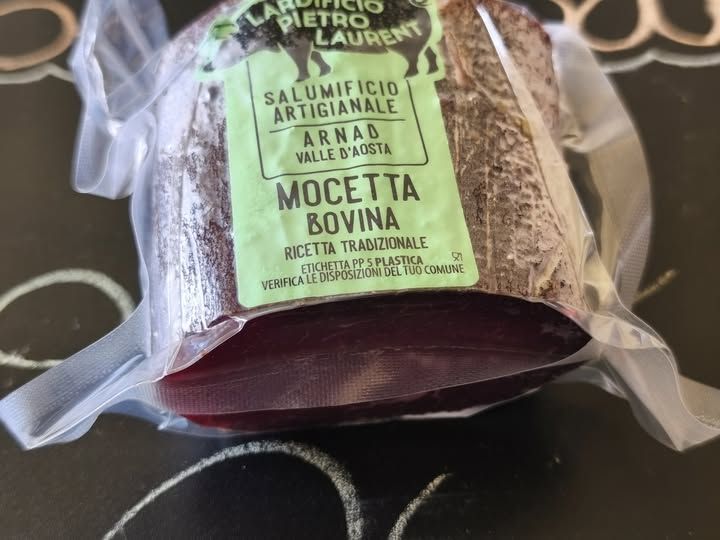 LARDIFICIO
PIETRO
LAURENT
SALUMIFICIO
ARTIGIANALE
ARNAD
VALLE D'AOSTA
MOCETTA
BOVINA
RICETTA TRADIZIONALE
ETICHETTA PP 5 PLASTICA
VERIFICA LE DISPOSIZIONI DEL TUO COMUNE